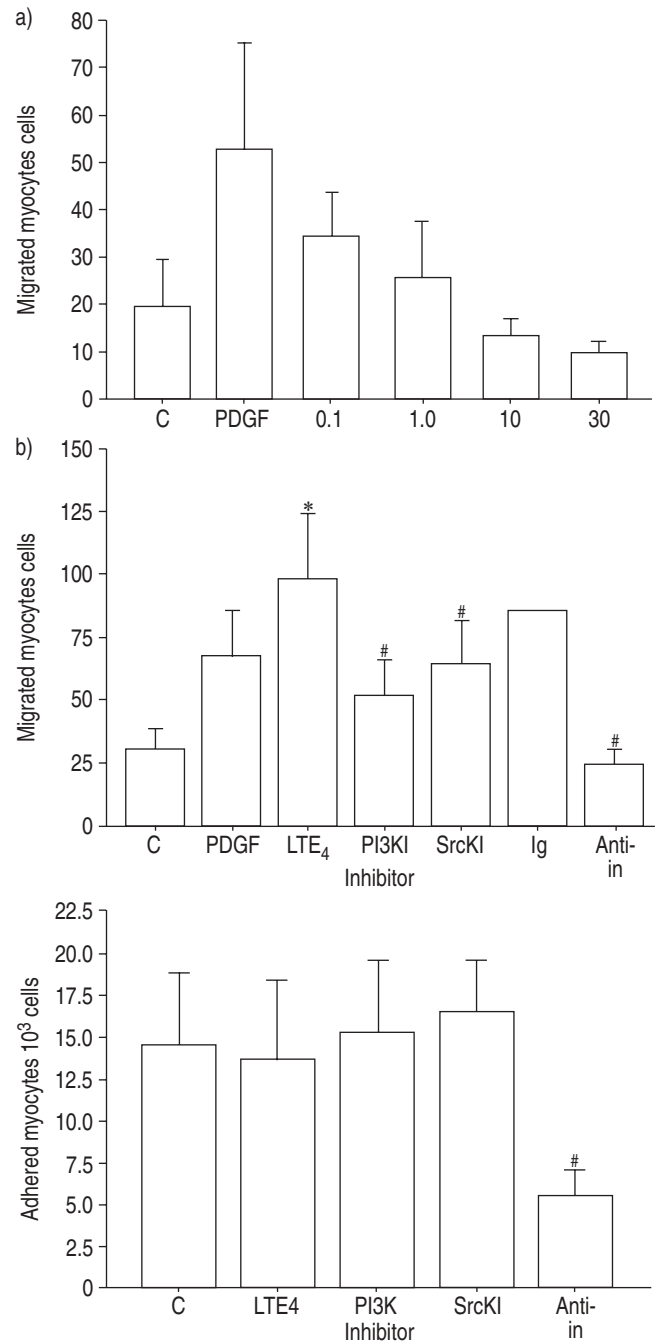 a)
80
70
60
50
40
30
20
10
0
Migrated myocytes cells
C PDGF 0.1 1.0 10 30
b)
150
125
100
75
50
25
0
Migrated myocytes cells
*
#
#
#
C PDGF LTE₄ PI3KI SrcKI Ig Anti-
in
Inhibitor
22.5
20.0
17.5
15.0
12.5
10.0
7.5
5.0
2.5
0
Adhered myocytes 10³ cells
#
C LTE4 PI3K SrcKI Anti-
in
Inhibitor